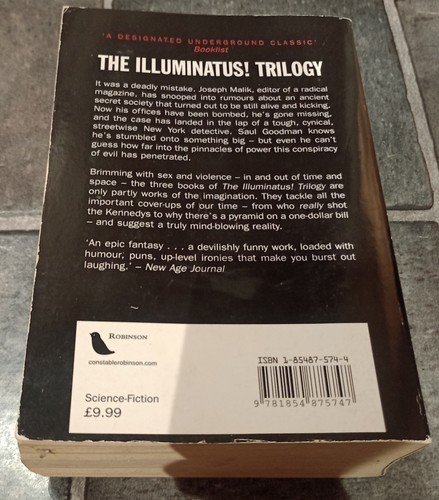 'A DESIGNATED UNDERGROUND CLASSIC'
Booklist
THE ILLUMINATUS! TRILOGY
It was a deadly mistake. Joseph Malik, editor of a radical
magazine, has snooped into rumours about an ancient
secret society that turned out to be still alive and kicking.
Now his offices have been bombed, he's gone missing,
and the case has landed in the lap of a tough, cynical,
streetwise New York detective. Saul Goodman knows
he's stumbled onto something big – but even he can't
guess how far into the pinnacles of power this conspiracy
of evil has penetrated.
Brimming with sex and violence – in and out of time and
space – the three books of The Illuminatus! Trilogy are
only partly works of the imagination. They tackle all the
important cover-ups of our time – from who really shot
the Kennedys to why there's a pyramid on a one-dollar bill
– and suggest a truly mind-blowing reality.
'An epic fantasy . . . a devilishly funny work, loaded with
humour, puns, up-level ironies that make you burst out
laughing.' – New Age Journal
ROBINSON
constablerobinson.com
ISBN 1-85487-574-4
9 781854 875747
Science-Fiction
£9.99